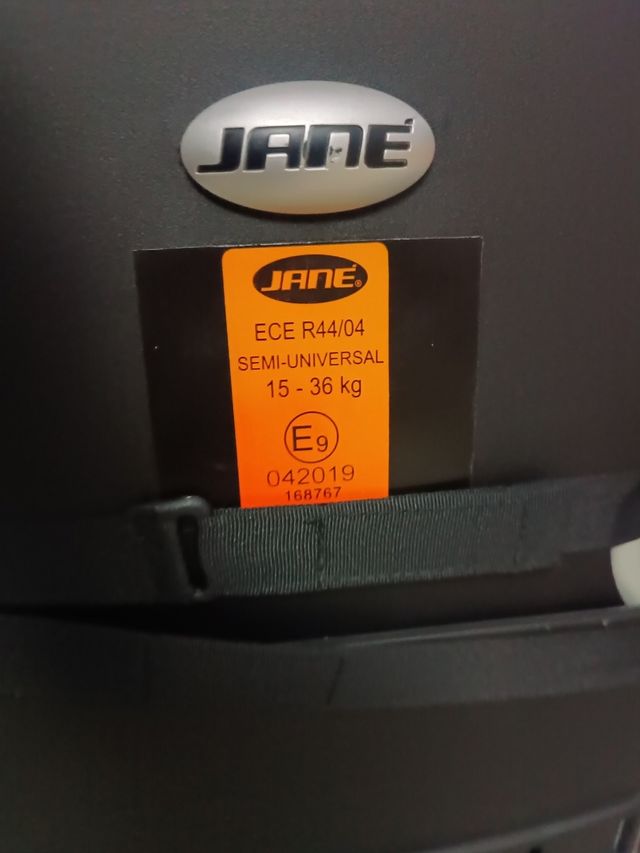 JANÉ
JANÉ®
ECE R44/04
SEMI-UNIVERSAL
15 - 36 kg
E9
042019
168767